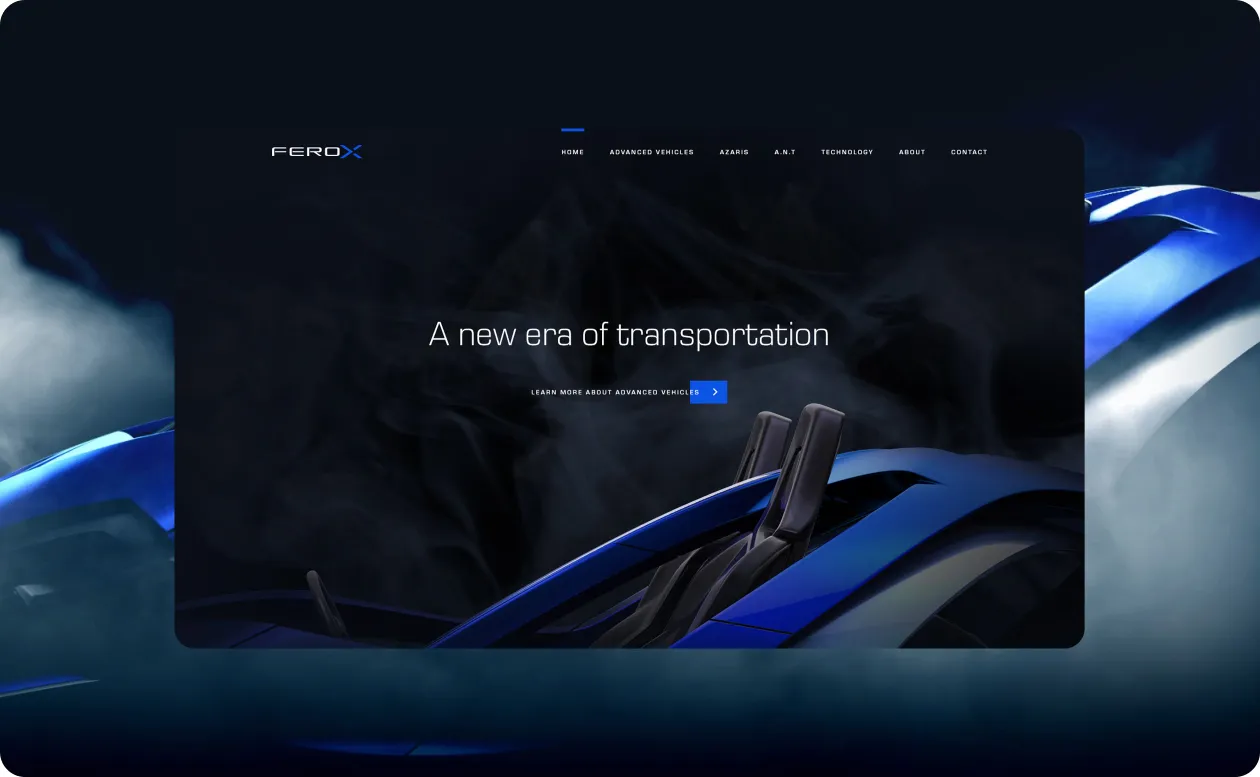 FEROX
HOME ADVANCED VEHICLES AZARIS A.N.T TECHNOLOGY ABOUT CONTACT
A new era of transportation
LEARN MORE ABOUT ADVANCED VEHICLES